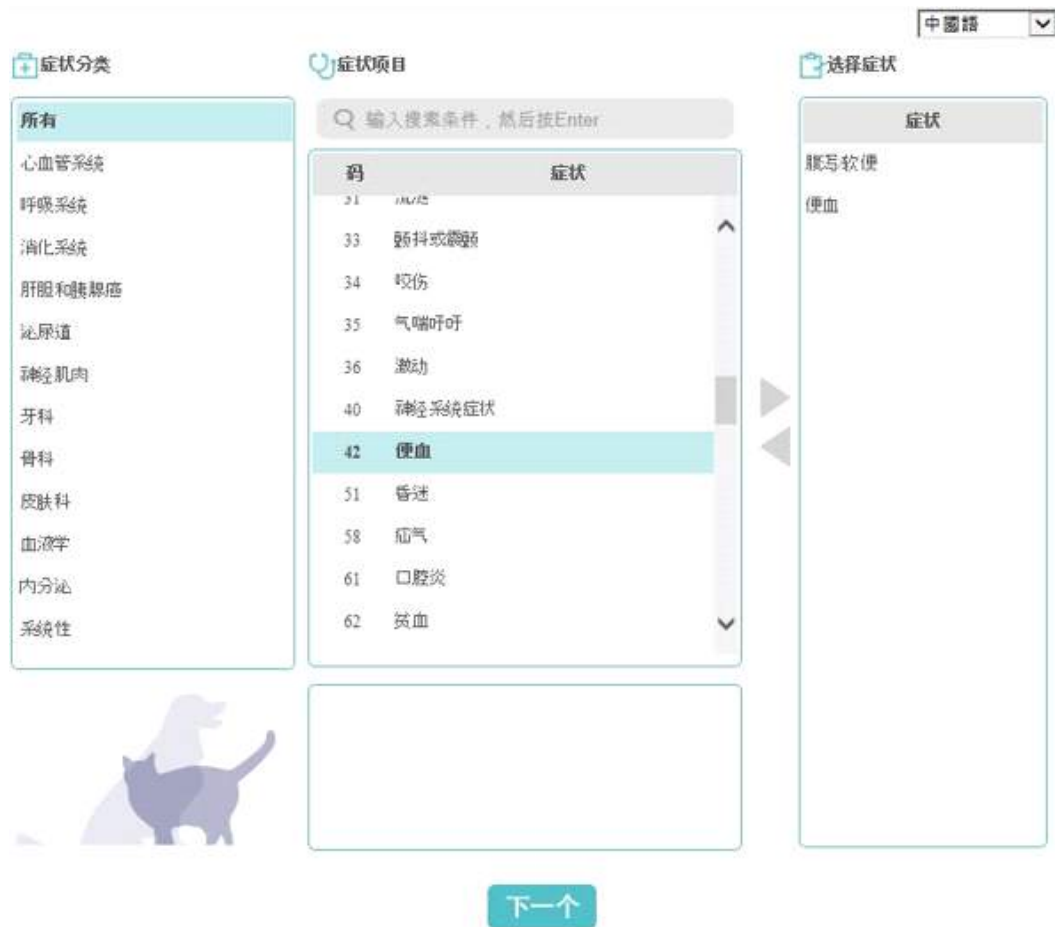 中國語
症状分类
症状项目
选择症状
所有
心血管系统
呼吸系统
消化系统
肝胆和胰腺癌
泌尿道
神经肌肉
牙科
骨科
皮肤科
血液学
内分泌
系统性
输入搜索条件，然后按Enter
码 症状
31
33 颤抖或震颤
34 咬伤
35 气喘吁吁
36 激动
40 神经系统症状
42 便血
51 昏迷
58 疝气
61 口腔炎
62 贫血
症状
腹写软便
便血
下一个